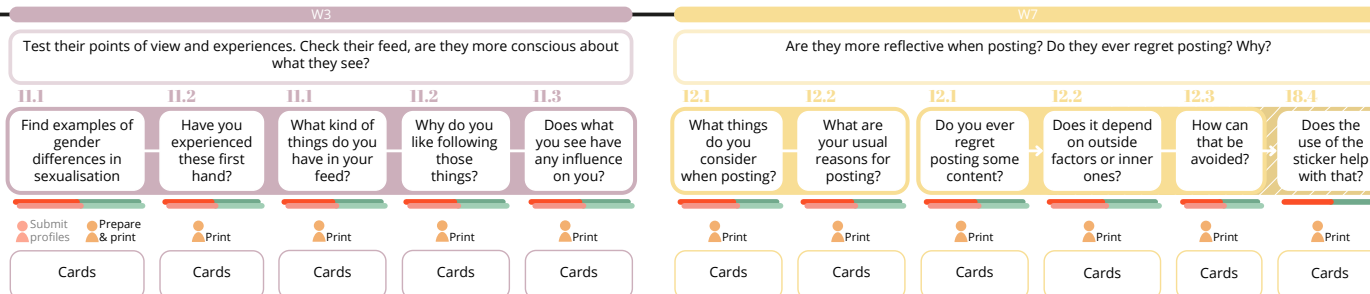 W3
Test their points of view and experiences. Check their feed, are they more conscious about
what they see?
I1.1
Find examples of
gender
differences in
sexualisation
I1.2
Have you
experienced
these first
hand?
I1.1
What kind of
things do you
have in your
feed?
I1.2
Why do you
like following
those
things?
I1.3
Does what
you see have
any influence
on you?
Submit
profiles
Prepare
& print
Print
Print
Print
Print
Cards
Cards
Cards
Cards
Cards
W7
Are they more reflective when posting? Do they ever regret posting? Why?
I2.1
What things
do you
consider
when posting?
I2.2
What are
your usual
reasons for
posting?
I2.1
Do you ever
regret
posting some
content?
I2.2
Does it depend
on outside
factors or inner
ones?
I2.3
How can
that be
avoided?
I8.4
Does the
use of the
sticker help
with that?
Print
Print
Print
Print
Print
Print
Cards
Cards
Cards
Cards
Cards
Cards